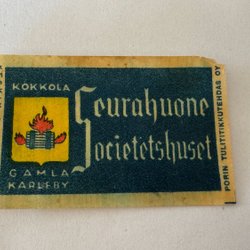 KOKKOLA
Seurahuone
Societetshuset
GAMLA
KARLEBY
PORIN TULITIKKUTEHDAS OY